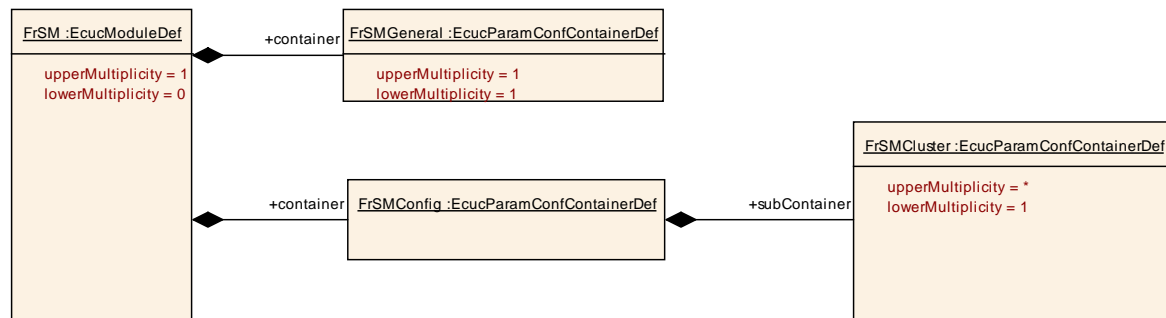 FrSM :EcucModuleDef
upperMultiplicity = 1
lowerMultiplicity = 0
+container
FrSMGeneral :EcucParamConfContainerDef
upperMultiplicity = 1
lowerMultiplicity = 1
+container
FrSMConfig :EcucParamConfContainerDef
+subContainer
FrSMCluster :EcucParamConfContainerDef
upperMultiplicity = *
lowerMultiplicity = 1